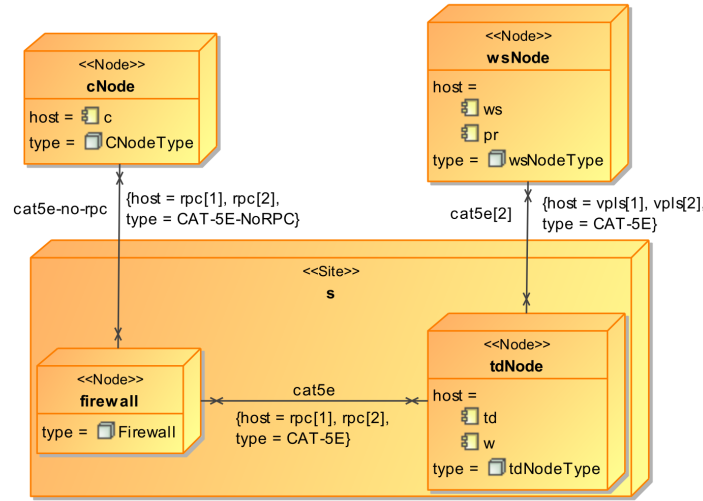 <<Node>>
cNode
host = c
type = CNodeType
<<Node>>
wsNode
host =
ws
pr
type = wsNodeType
cat5e-no-rpc
{host = rpc[1], rpc[2],
type = CAT-5E-NoRPC}
cat5e[2]
{host = vpls[1], vpls[2],
type = CAT-5E}
<<Site>>
s
<<Node>>
firewall
type = Firewall
cat5e
{host = rpc[1], rpc[2],
type = CAT-5E}
<<Node>>
tdNode
host =
td
w
type = tdNodeType